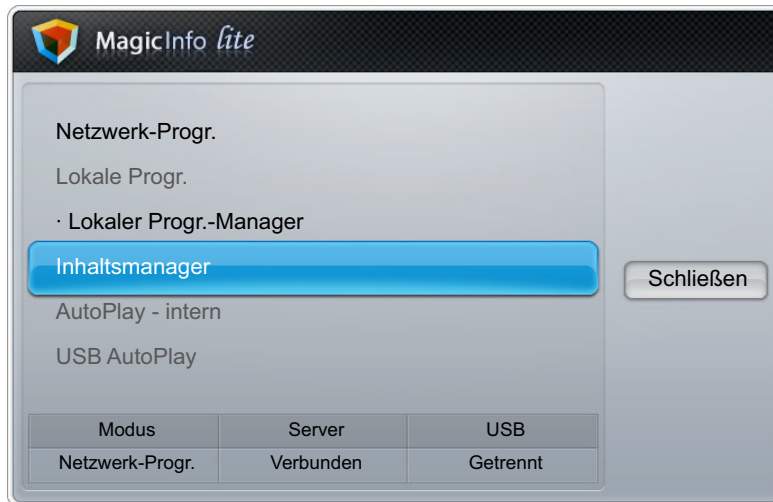 MagicInfo lite
Netzwerk-Progr.
Lokale Progr.
· Lokaler Progr.-Manager
Inhaltsmanager
AutoPlay - intern
USB AutoPlay
Schließen
Modus Server USB
Netzwerk-Progr. Verbunden Getrennt